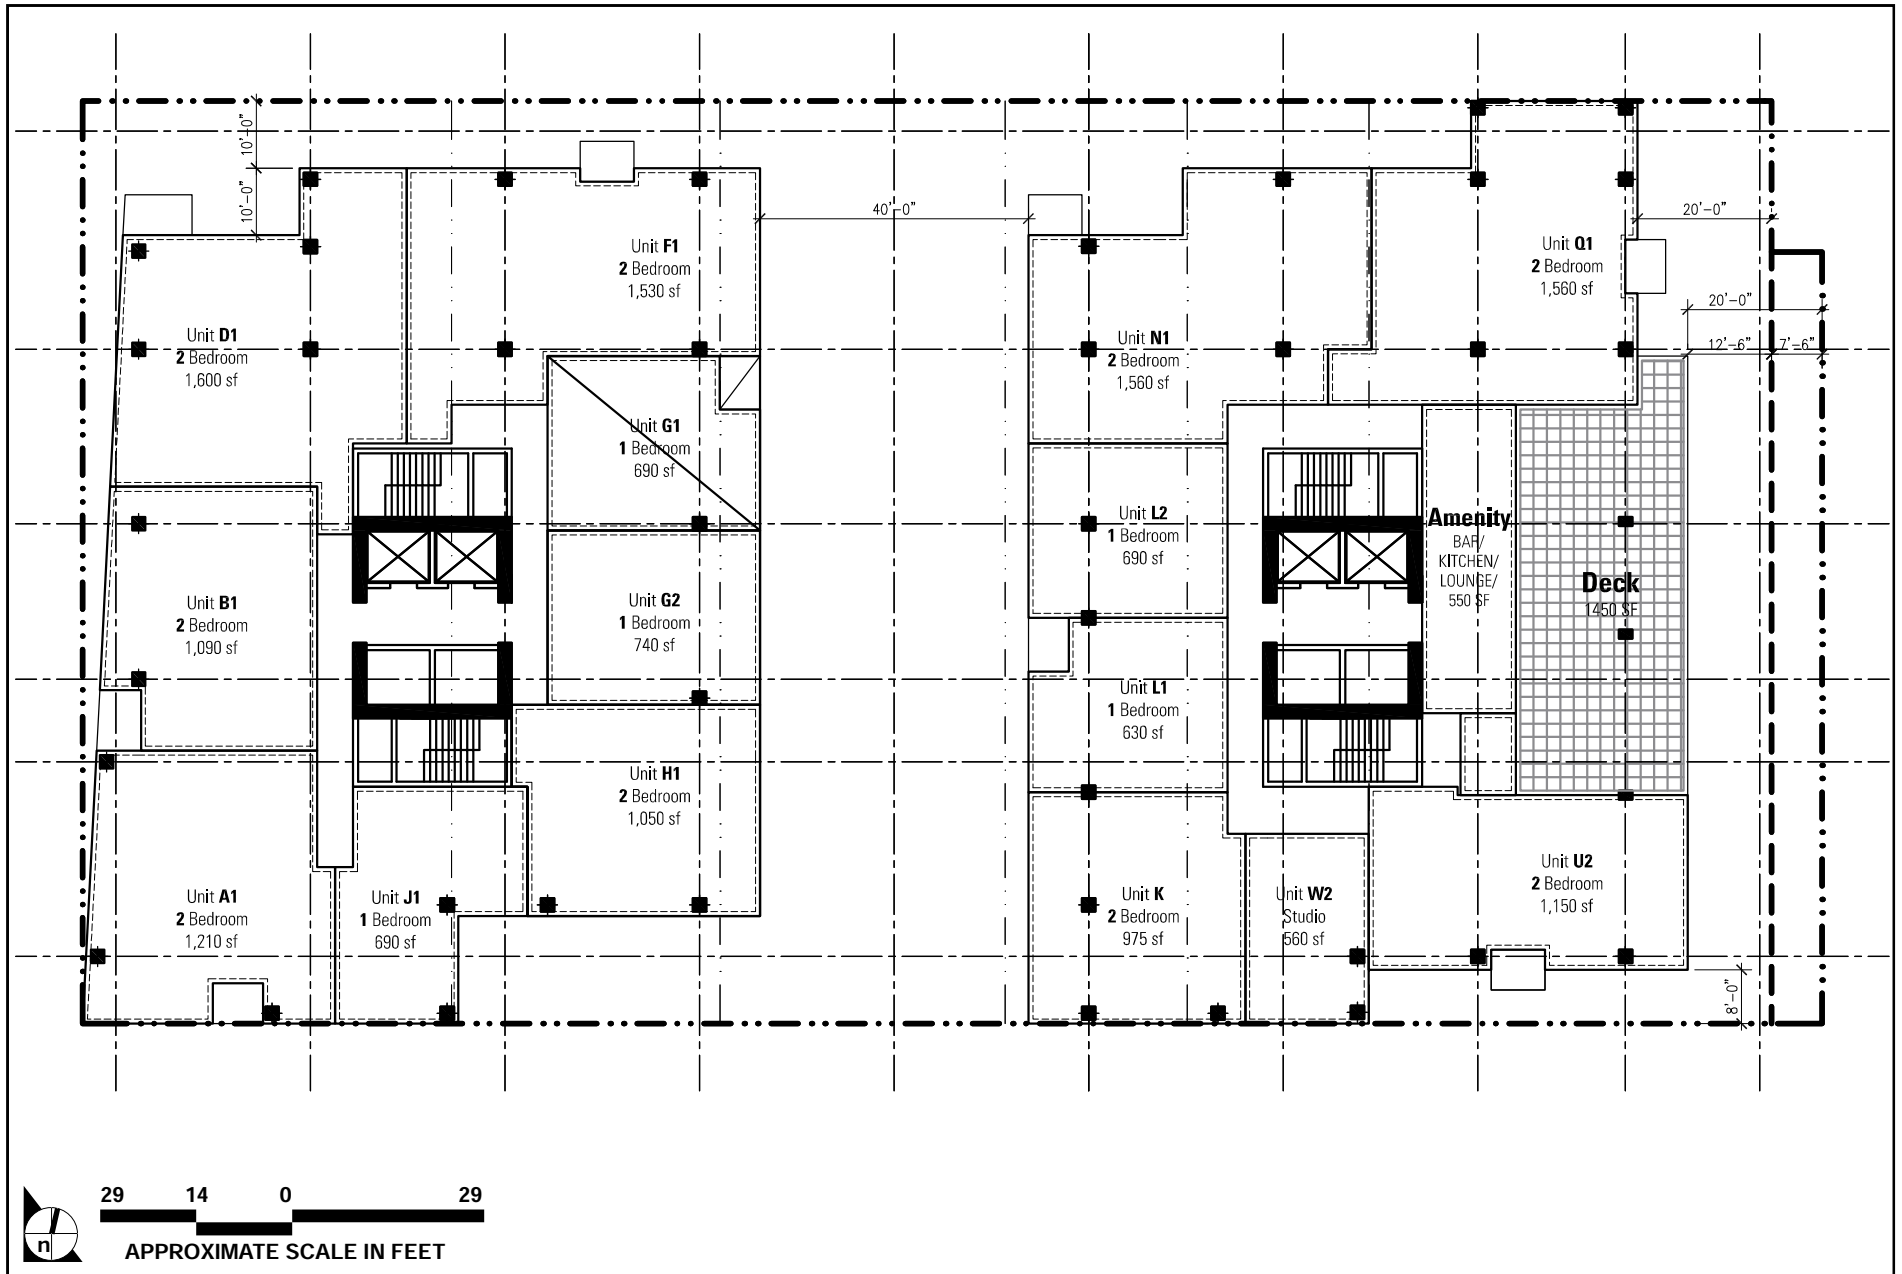 10'-0"
10'-0"
40'-0"
20'-0"
20'-0"
12'-6"
7'-6"
8'-0"
Unit D1
2 Bedroom
1,600 sf
Unit F1
2 Bedroom
1,530 sf
Unit G1
1 Bedroom
690 sf
Unit B1
2 Bedroom
1,090 sf
Unit G2
1 Bedroom
740 sf
Unit H1
2 Bedroom
1,050 sf
Unit A1
2 Bedroom
1,210 sf
Unit J1
1 Bedroom
690 sf
Unit N1
2 Bedroom
1,560 sf
Unit Q1
2 Bedroom
1,560 sf
Unit L2
1 Bedroom
690 sf
Amenity
BAR/
KITCHEN/
LOUNGE/
550 SF
Deck
1450 SF
Unit L1
1 Bedroom
630 sf
Unit K
2 Bedroom
975 sf
Unit W2
Studio
560 sf
Unit U2
2 Bedroom
1,150 sf
29 14 0 29
n
APPROXIMATE SCALE IN FEET